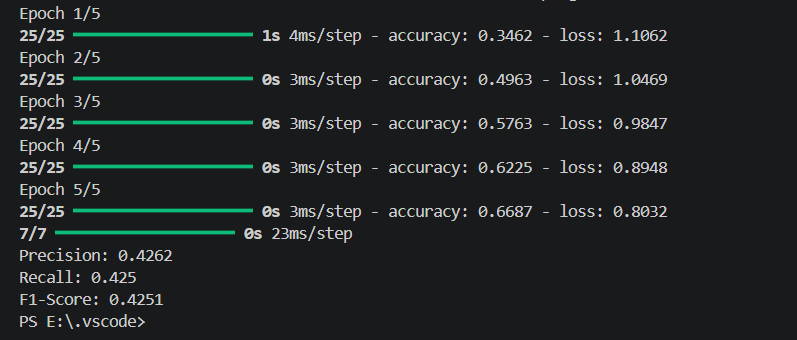 Epoch 1/5
25/25 1s 4ms/step - accuracy: 0.3462 - loss: 1.1062
Epoch 2/5
25/25 0s 3ms/step - accuracy: 0.4963 - loss: 1.0469
Epoch 3/5
25/25 0s 3ms/step - accuracy: 0.5763 - loss: 0.9847
Epoch 4/5
25/25 0s 3ms/step - accuracy: 0.6225 - loss: 0.8948
Epoch 5/5
25/25 0s 3ms/step - accuracy: 0.6687 - loss: 0.8032
7/7 0s 23ms/step
Precision: 0.4262
Recall: 0.425
F1-Score: 0.4251
PS E:\.vscode>